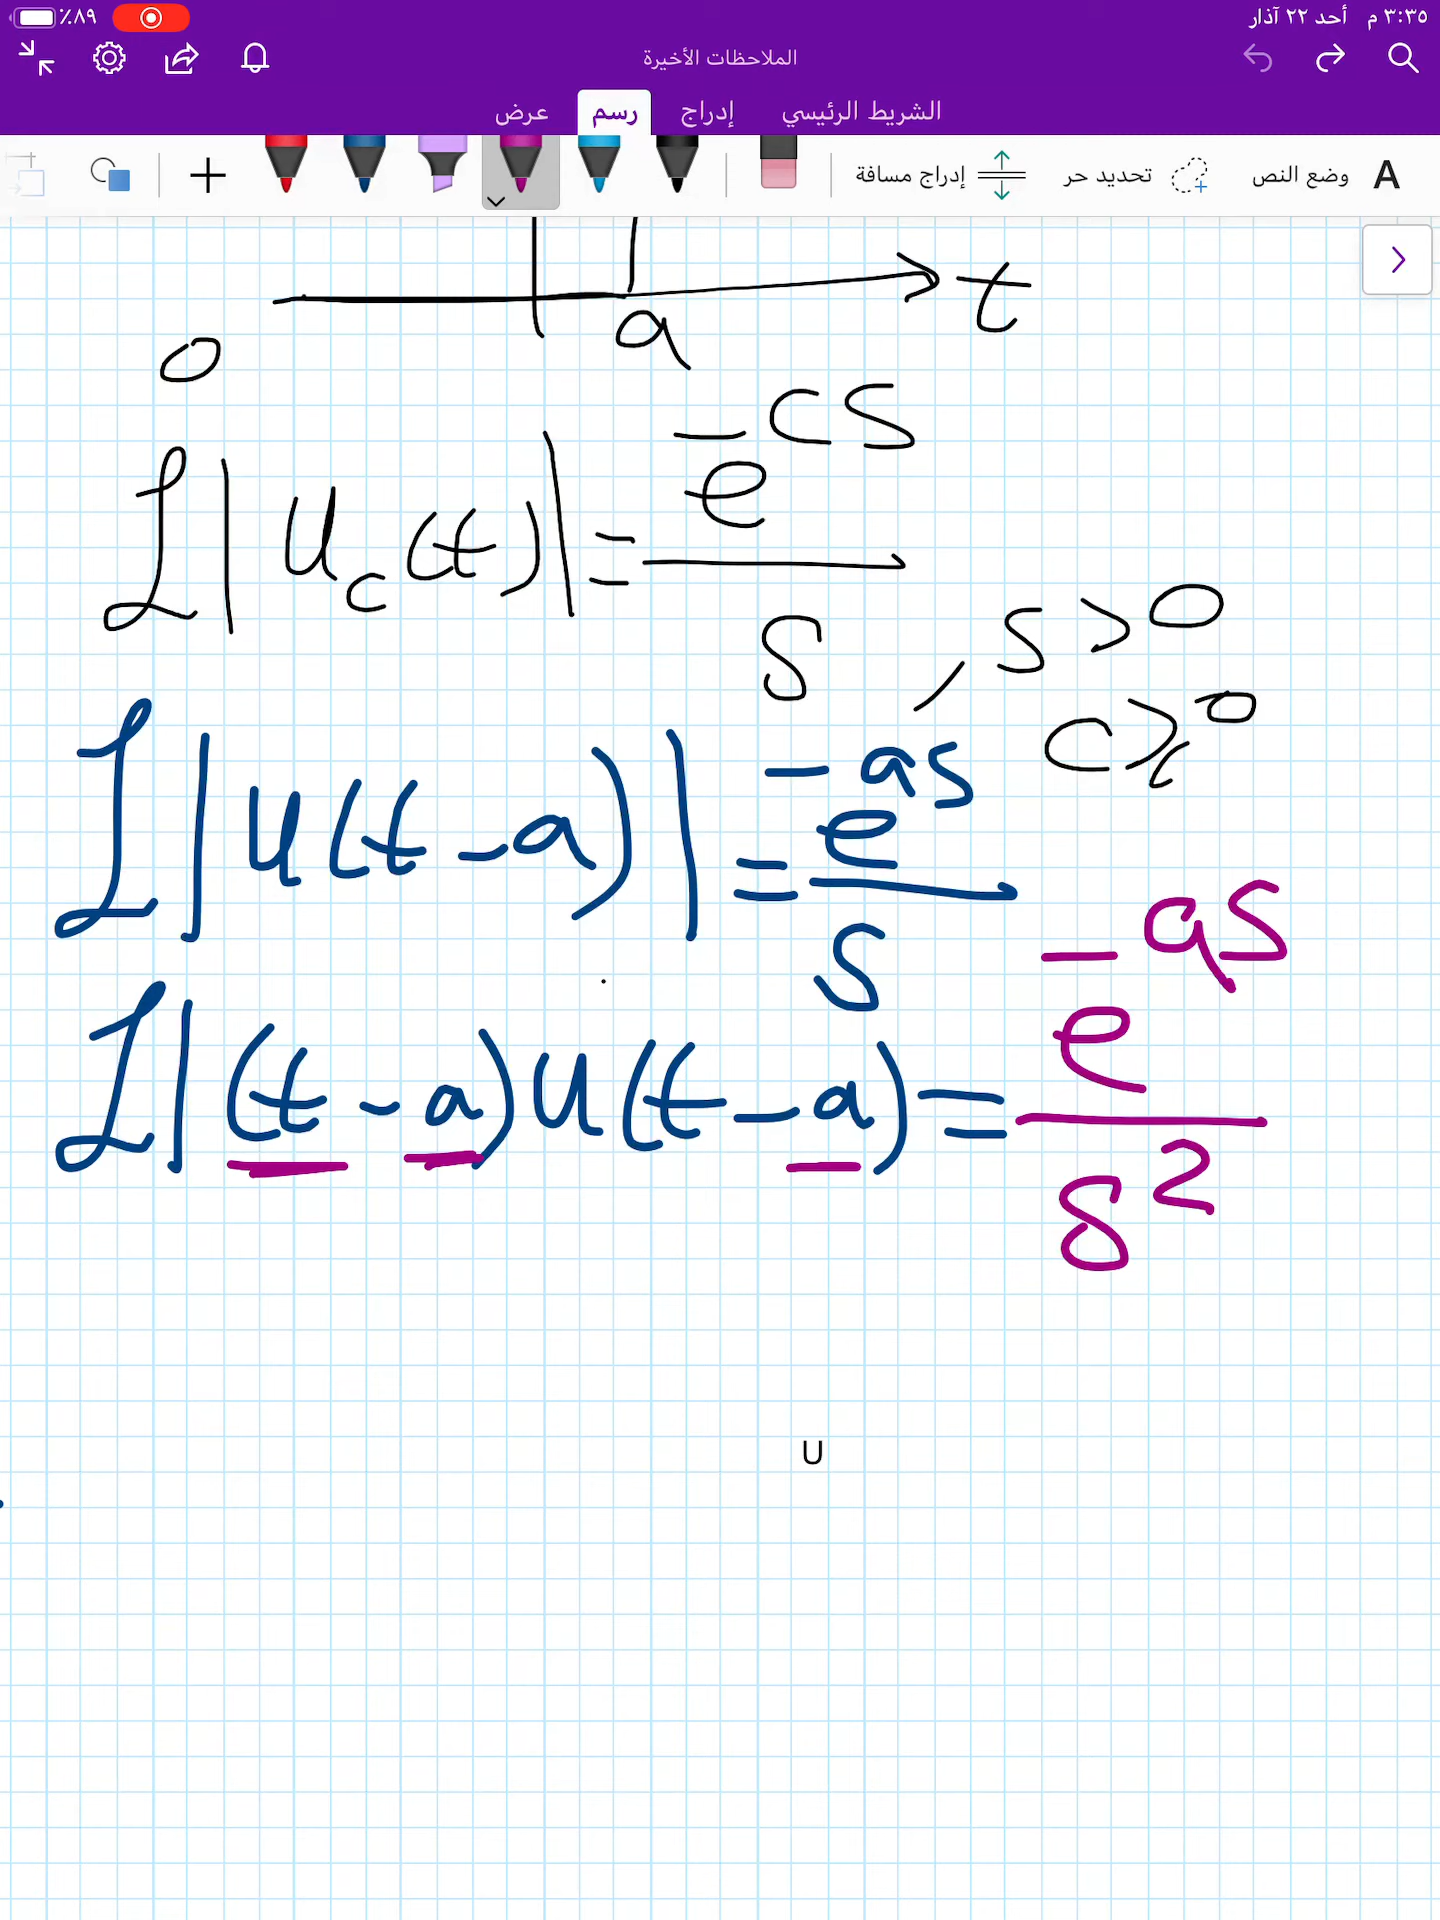 ٣:٣٥ م أحد ٢٢ آذار ٨٩٪
الملاحظات الأخيرة
الشريط الرئيسي إدراج رسم عرض
A وضع النص تحديد حر إدراج مسافة
t
a
0
ℒ| u_c(t) | = e^{-cs} / s , s > 0
c ≥ 0
ℒ| u(t-a) | = e^{-as} / s
ℒ| (t-a) u(t-a) = e^{-as} / s^2
U